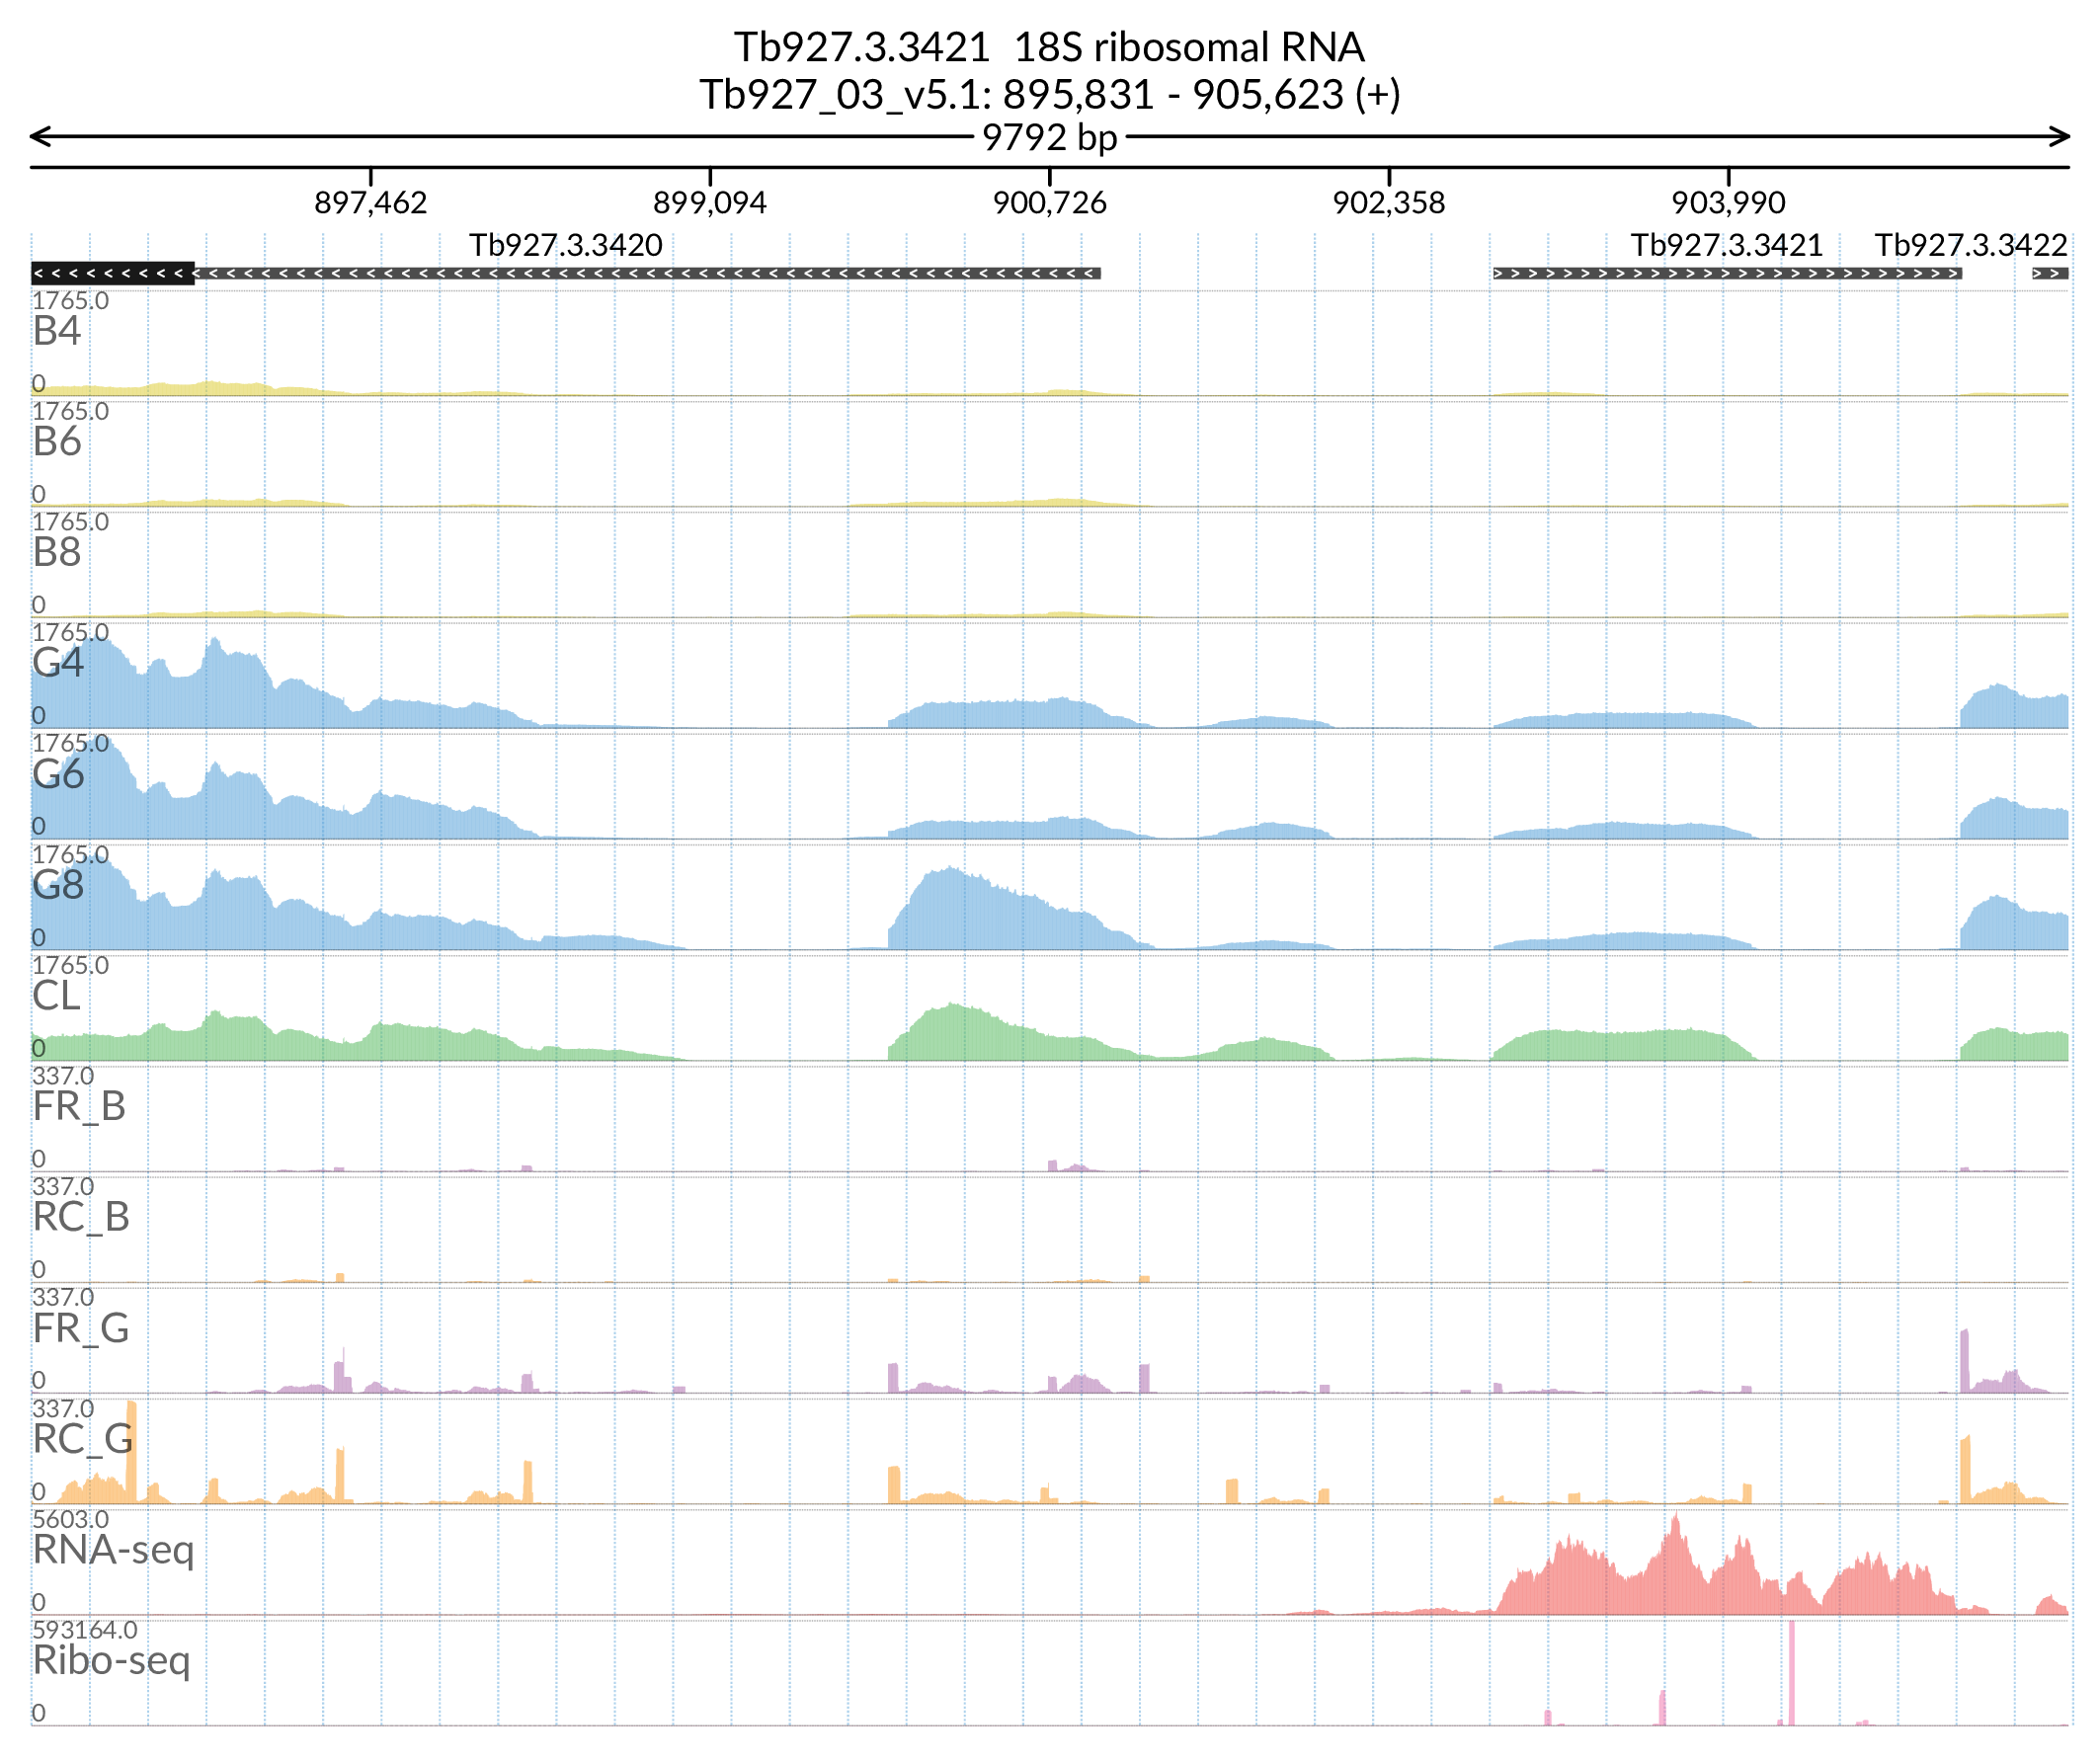 Tb927.3.3421 18S ribosomal RNA
Tb927_03_v5.1: 895,831 - 905,623 (+)
9792 bp
897,462 899,094 900,726 902,358 903,990
Tb927.3.3420 Tb927.3.3421 Tb927.3.3422
1765.0
B4
0
1765.0
B6
0
1765.0
B8
0
1765.0
G4
0
1765.0
G6
0
1765.0
G8
0
1765.0
CL
0
337.0
FR_B
0
337.0
RC_B
0
337.0
FR_G
0
337.0
RC_G
0
5603.0
RNA-seq
0
593164.0
Ribo-seq
0